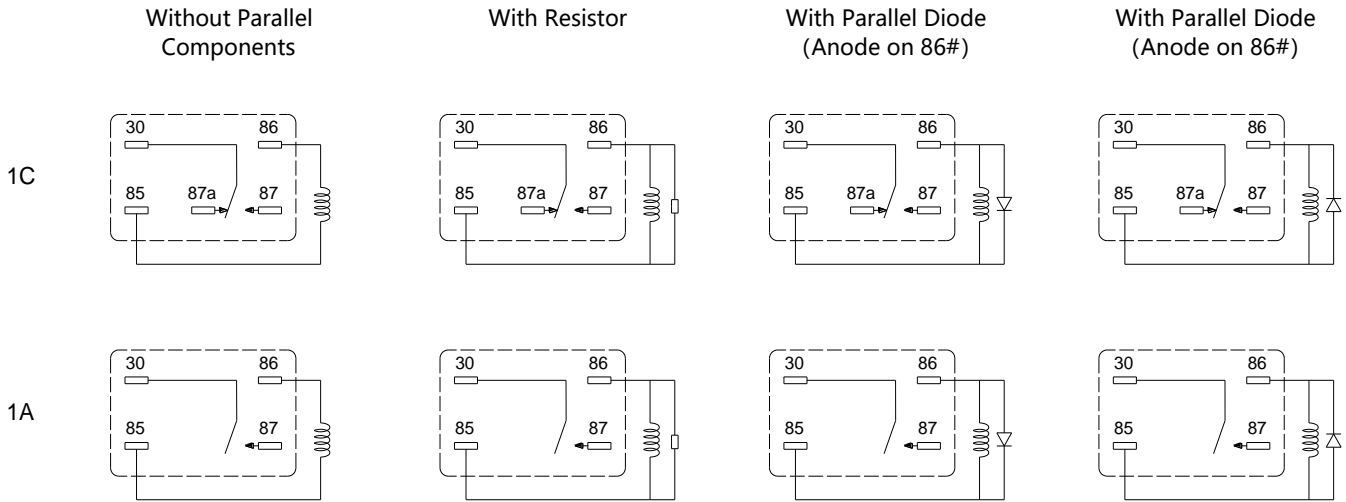 Without Parallel
Components
With Resistor
With Parallel Diode
(Anode on 86#)
With Parallel Diode
(Anode on 86#)
1C
30 86
85 87a 87
30 86
85 87a 87
30 86
85 87a 87
30 86
85 87a 87
1A
30 86
85 87
30 86
85 87
30 86
85 87
30 86
85 87